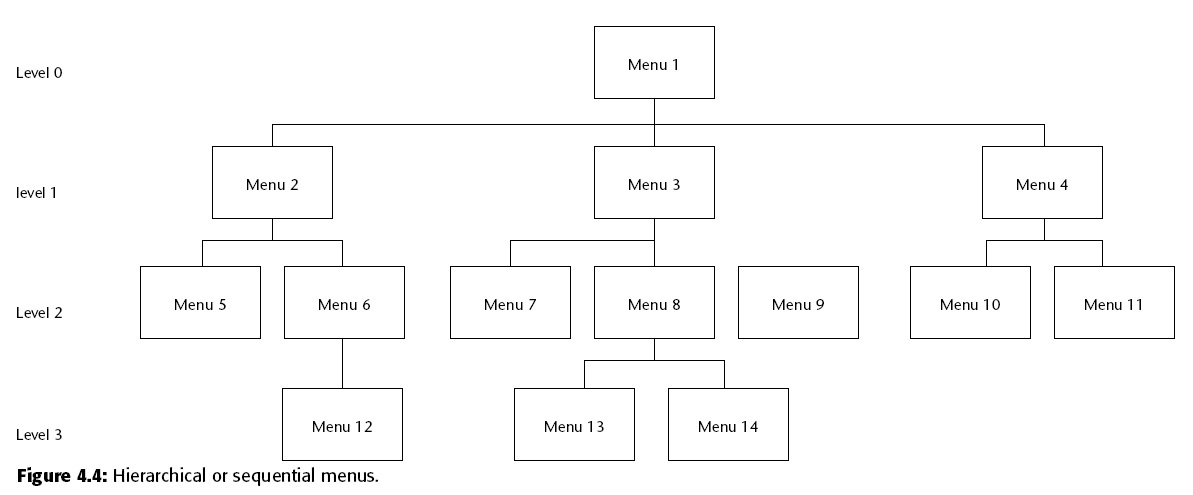 Menu 1
Level 0
Menu 2 Menu 3 Menu 4
level 1
Menu 5 Menu 6 Menu 7 Menu 8 Menu 9 Menu 10 Menu 11
Level 2
Menu 12 Menu 13 Menu 14
Level 3
Figure 4.4: Hierarchical or sequential menus.